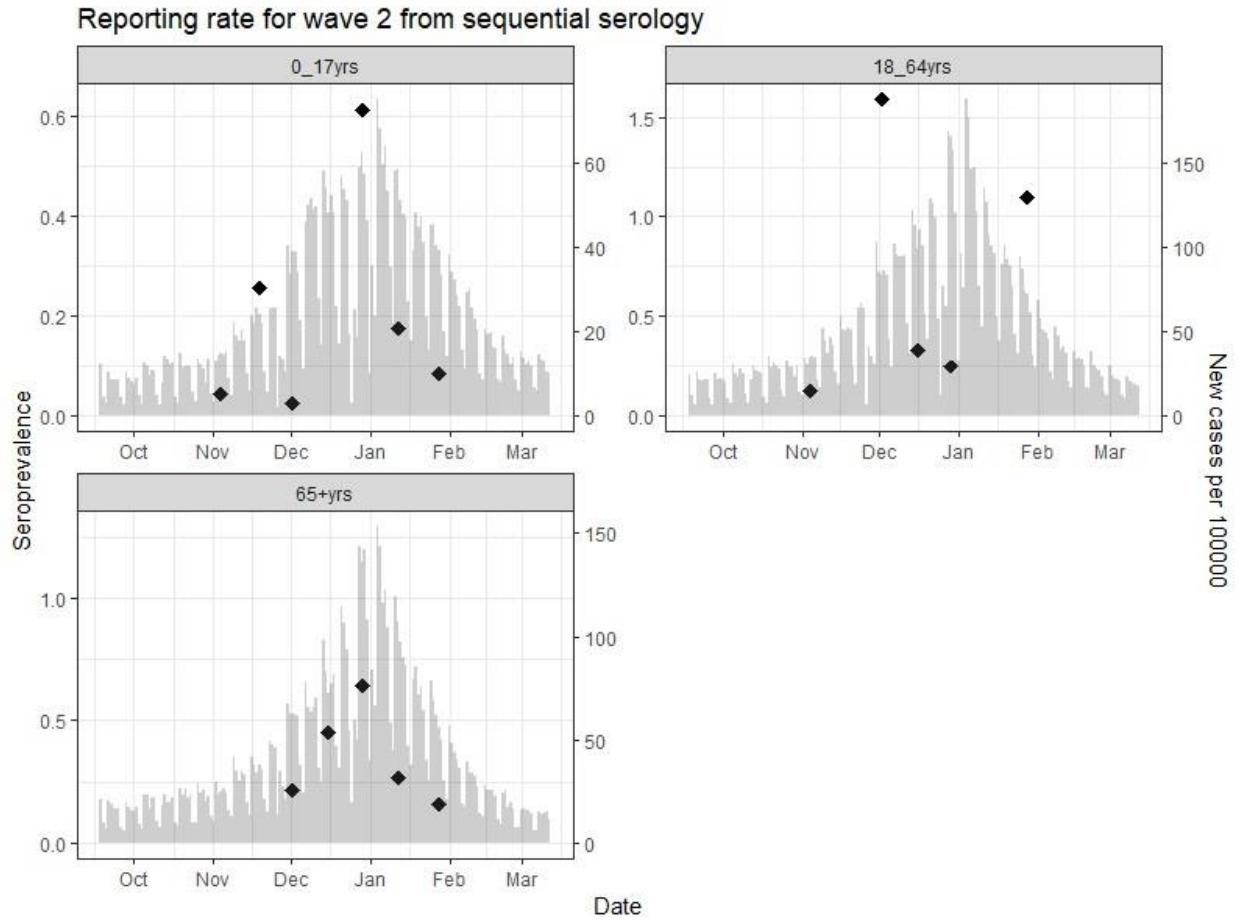 Reporting rate for wave 2 from sequential serology
0_17yrs
18_64yrs
0.6
0.4
0.2
0.0
60
40
20
0
1.5
1.0
0.5
0.0
150
100
50
0
Oct Nov Dec Jan Feb Mar
Oct Nov Dec Jan Feb Mar
65+yrs
1.0
0.5
0.0
150
100
50
0
Oct Nov Dec Jan Feb Mar
Seroprevalence
New cases per 100000
Date